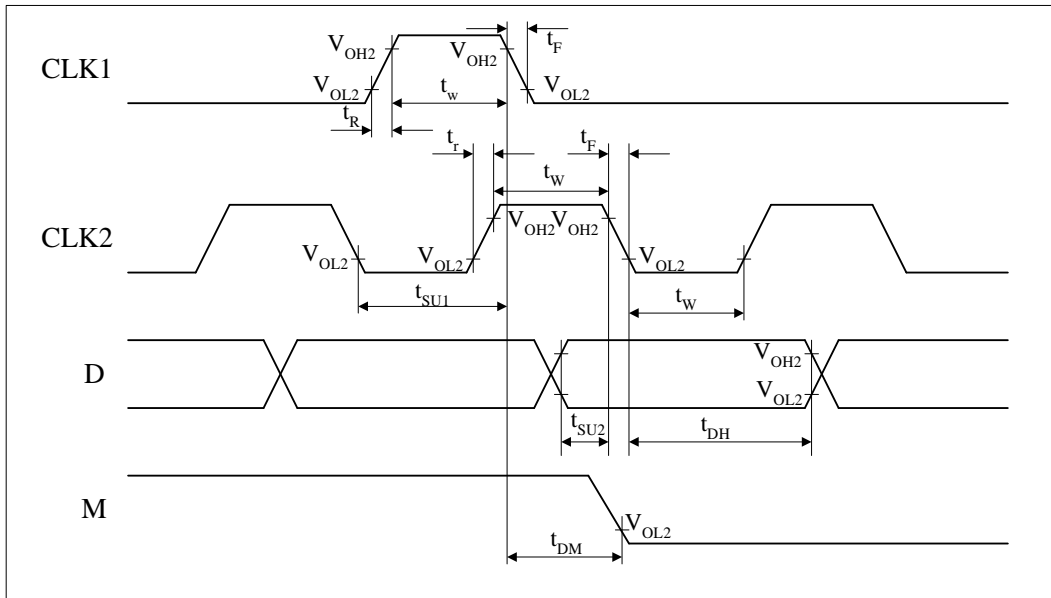 t_F
V_OH2 V_OH2
CLK1
V_OL2 t_w V_OL2
t_R
t_r t_F
t_W
CLK2
V_OH2 V_OH2
V_OL2 V_OL2 V_OL2
t_SU1 t_W
D
V_OH2
V_OL2
t_SU2 t_DH
M
V_OL2
t_DM